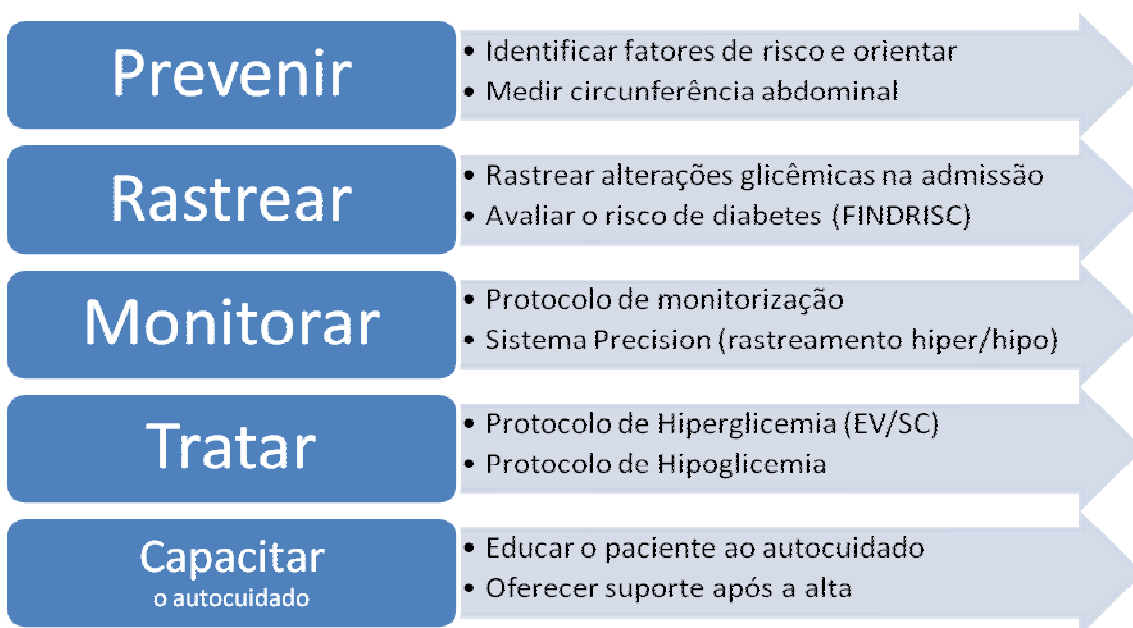 Prevenir
• Identificar fatores de risco e orientar
• Medir circunferência abdominal
Rastrear
• Rastrear alterações glicêmicas na admissão
• Avaliar o risco de diabetes (FINDRISC)
Monitorar
• Protocolo de monitorização
• Sistema Precision (rastreamento hiper/hipo)
Tratar
• Protocolo de Hiperglicemia (EV/SC)
• Protocolo de Hipoglicemia
Capacitar
o autocuidado
• Educar o paciente ao autocuidado
• Oferecer suporte após a alta